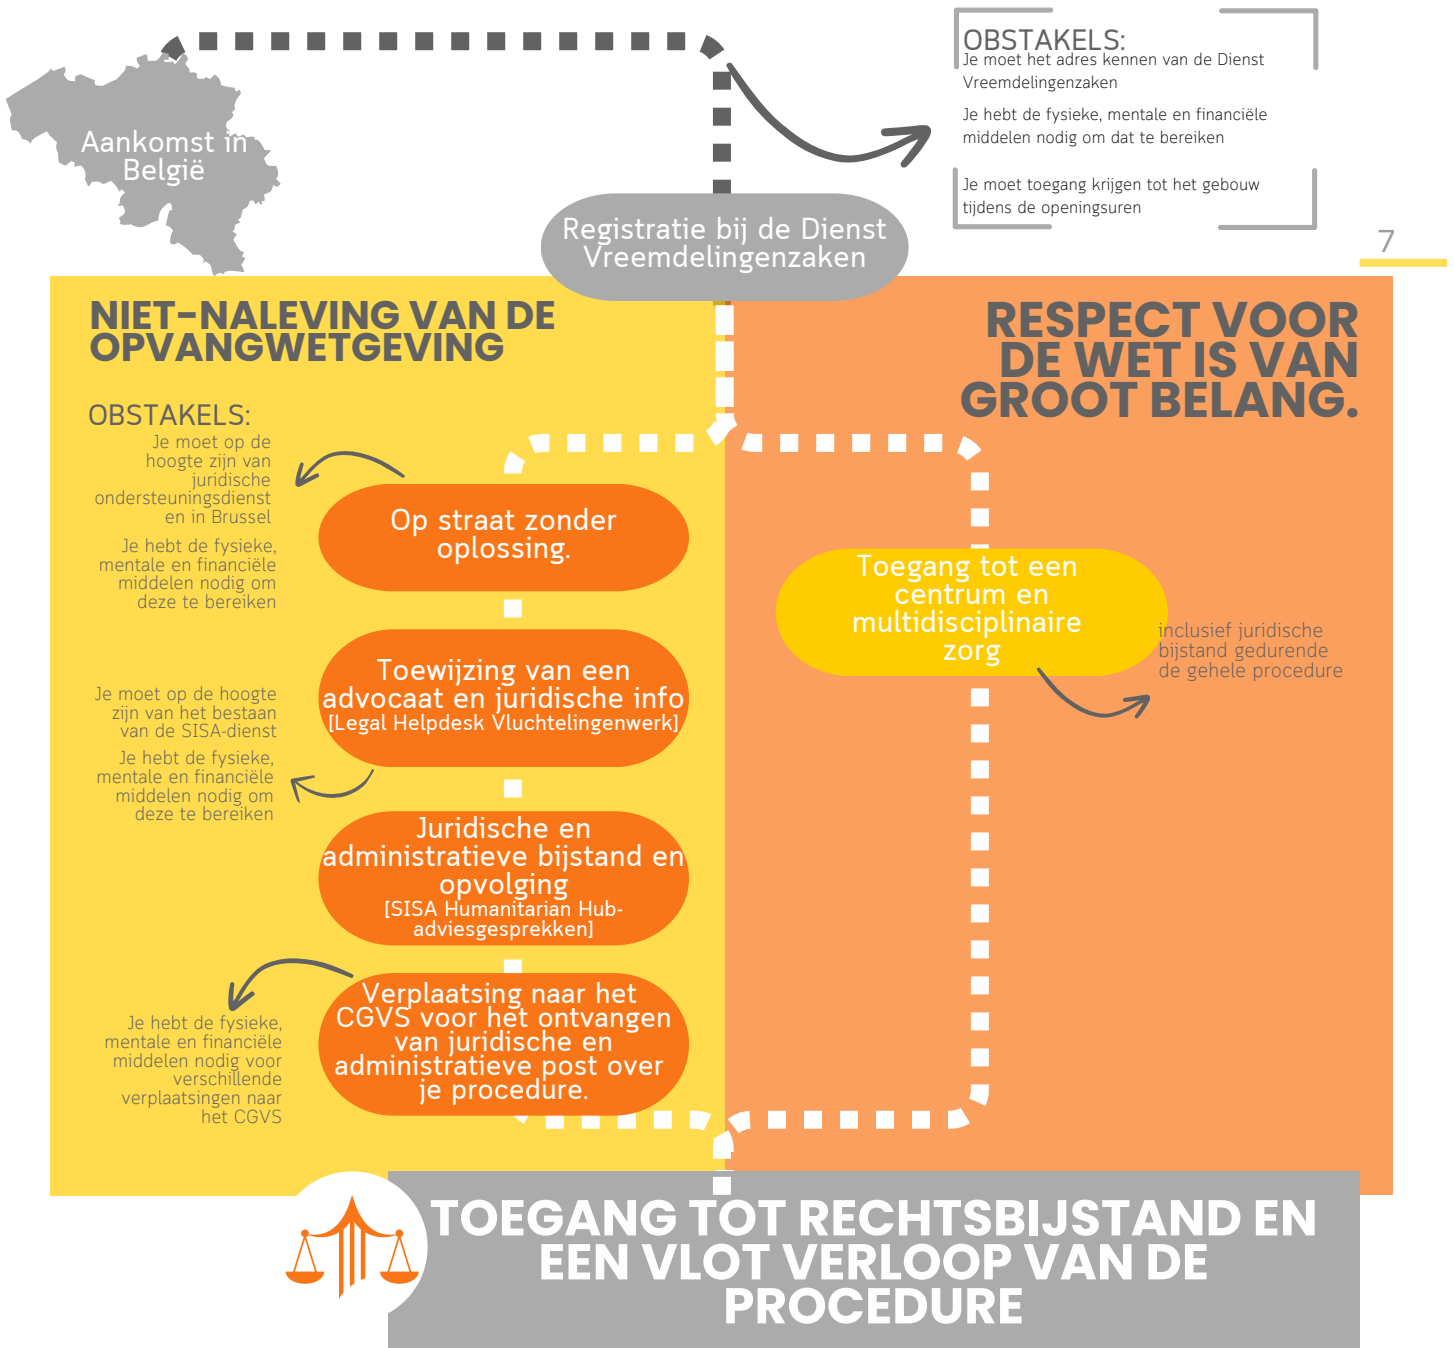 Aankomst in
België
OBSTAKELS:
Je moet het adres kennen van de Dienst
Vreemdelingenzaken
Je hebt de fysieke, mentale en financiële
middelen nodig om dat te bereiken
Je moet toegang krijgen tot het gebouw
tijdens de openingsuren
7
Registratie bij de Dienst
Vreemdelingenzaken
NIET-NALEVING VAN DE
OPVANGWETGEVING
OBSTAKELS:
Je moet op de
hoogte zijn van
juridische
ondersteuningsdienst
en in Brussel
Je hebt de fysieke,
mentale en financiële
middelen nodig om
deze te bereiken
Op straat zonder
oplossing.
Toewijzing van een
advocaat en juridische info
[Legal Helpdesk Vluchtelingenwerk]
Je moet op de hoogte
zijn van het bestaan
van de SISA-dienst
Je hebt de fysieke,
mentale en financiële
middelen nodig om
deze te bereiken
Juridische en
administratieve bijstand en
opvolging
[SISA Humanitarian Hub-
adviesgesprekken]
Verplaatsing naar het
CGVS voor het ontvangen
van juridische en
administratieve post over
je procedure.
Je hebt de fysieke,
mentale en financiële
middelen nodig voor
verschillende
verplaatsingen naar
het CGVS
RESPECT VOOR
DE WET IS VAN
GROOT BELANG.
Toegang tot een
centrum en
multidisciplinaire
zorg
inclusief juridische
bijstand gedurende
de gehele procedure
TOEGANG TOT RECHTSBIJSTAND EN
EEN VLOT VERLOOP VAN DE
PROCEDURE